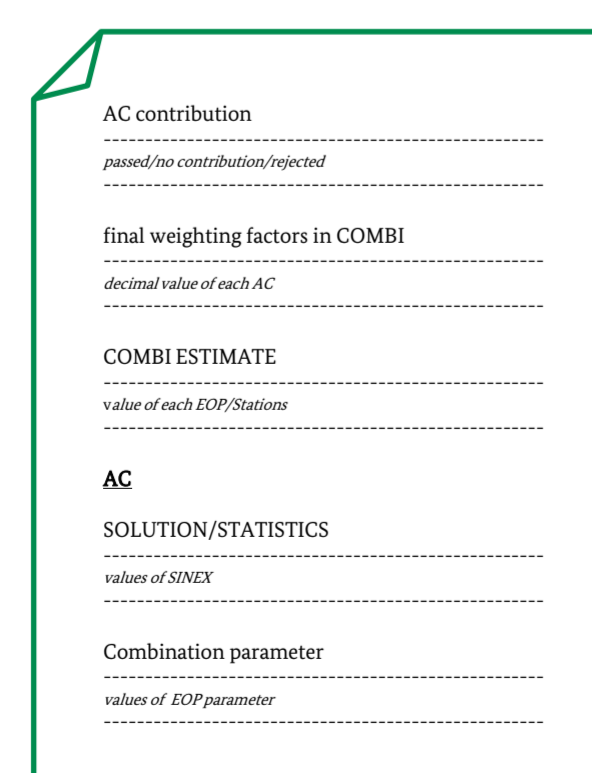 AC contribution
-----------------------------------------------------
passed/no contribution/rejected
-----------------------------------------------------
final weighting factors in COMBI
-----------------------------------------------------
decimal value of each AC
-----------------------------------------------------
COMBI ESTIMATE
-----------------------------------------------------
value of each EOP/Stations
-----------------------------------------------------
AC
SOLUTION/STATISTICS
-----------------------------------------------------
values of SINEX
-----------------------------------------------------
Combination parameter
-----------------------------------------------------
values of EOP parameter
-----------------------------------------------------